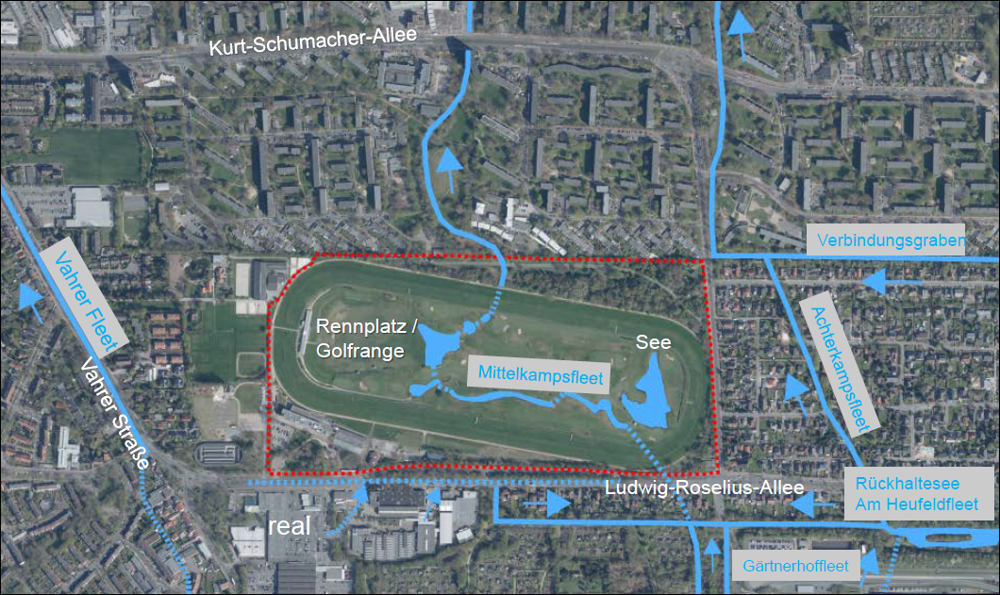 Kurt-Schumacher-Allee
Verbindungsgraben
Vahrer Fleet
Achterkampsfleet
Rennplatz /
Golfrange
See
Mittelkampsfleet
Vahrer Straße
Ludwig-Roselius-Allee
Rückhaltesee
Am Heufeldfleet
real
Gärtnerhoffleet